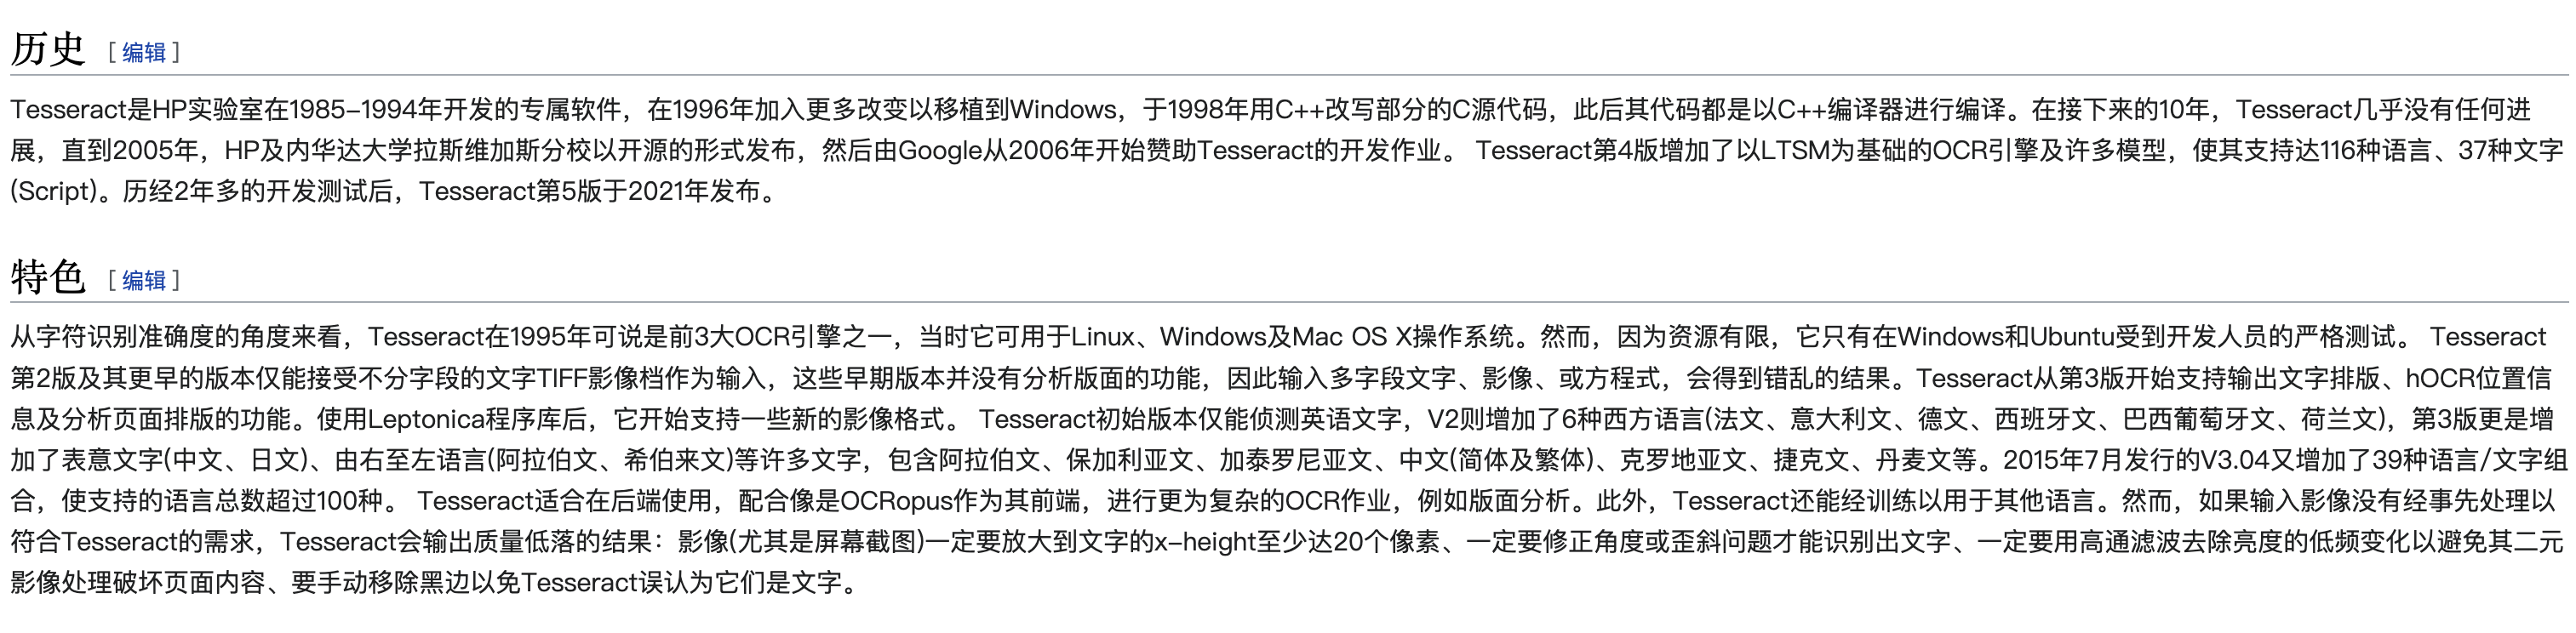 历史 [ 编辑 ]
Tesseract是HP实验室在1985–1994年开发的专属软件，在1996年加入更多改变以移植到Windows，于1998年用C++改写部分的C源代码，此后其代码都是以C++编译器进行编译。在接下来的10年，Tesseract几乎没有任何进
展，直到2005年，HP及内华达大学拉斯维加斯分校以开源的形式发布，然后由Google从2006年开始赞助Tesseract的开发作业。 Tesseract第4版增加了以LTSM为基础的OCR引擎及许多模型，使其支持达116种语言、37种文字
(Script)。历经2年多的开发测试后，Tesseract第5版于2021年发布。
特色 [ 编辑 ]
从字符识别准确度的角度来看，Tesseract在1995年可说是前3大OCR引擎之一，当时它可用于Linux、Windows及Mac OS X操作系统。然而，因为资源有限，它只有在Windows和Ubuntu受到开发人员的严格测试。 Tesseract
第2版及其更早的版本仅能接受不分字段的文字TIFF影像档作为输入，这些早期版本并没有分析版面的功能，因此输入多字段文字、影像、或方程式，会得到错乱的结果。Tesseract从第3版开始支持输出文字排版、hOCR位置信
息及分析页面排版的功能。使用Leptonica程序库后，它开始支持一些新的影像格式。 Tesseract初始版本仅能侦测英语文字，V2则增加了6种西方语言(法文、意大利文、德文、西班牙文、巴西葡萄牙文、荷兰文)，第3版更是增
加了表意文字(中文、日文)、由右至左语言(阿拉伯文、希伯来文)等许多文字，包含阿拉伯文、保加利亚文、加泰罗尼亚文、中文(简体及繁体)、克罗地亚文、捷克文、丹麦文等。2015年7月发行的V3.04又增加了39种语言/文字组
合，使支持的语言总数超过100种。 Tesseract适合在后端使用，配合像是OCRopus作为其前端，进行更为复杂的OCR作业，例如版面分析。此外，Tesseract还能经训练以用于其他语言。然而，如果输入影像没有经事先处理以
符合Tesseract的需求，Tesseract会输出质量低落的结果：影像(尤其是屏幕截图)一定要放大到文字的x–height至少达20个像素、一定要修正角度或歪斜问题才能识别出文字、一定要用高通滤波去除亮度的低频变化以避免其二元
影像处理破坏页面内容、要手动移除黑边以免Tesseract误认为它们是文字。